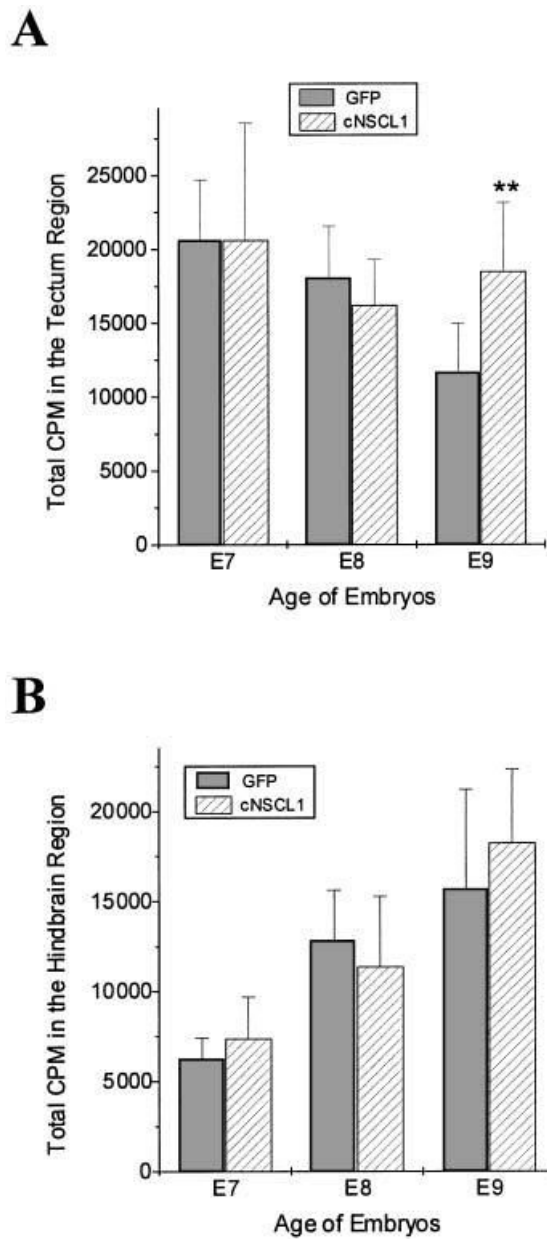 A
GFP
cNSCL1
Total CPM in the Tectum Region
25000
20000
15000
10000
5000
0
**
E7 E8 E9
Age of Embryos
B
GFP
cNSCL1
Total CPM in the Hindbrain Region
20000
15000
10000
5000
0
E7 E8 E9
Age of Embryos